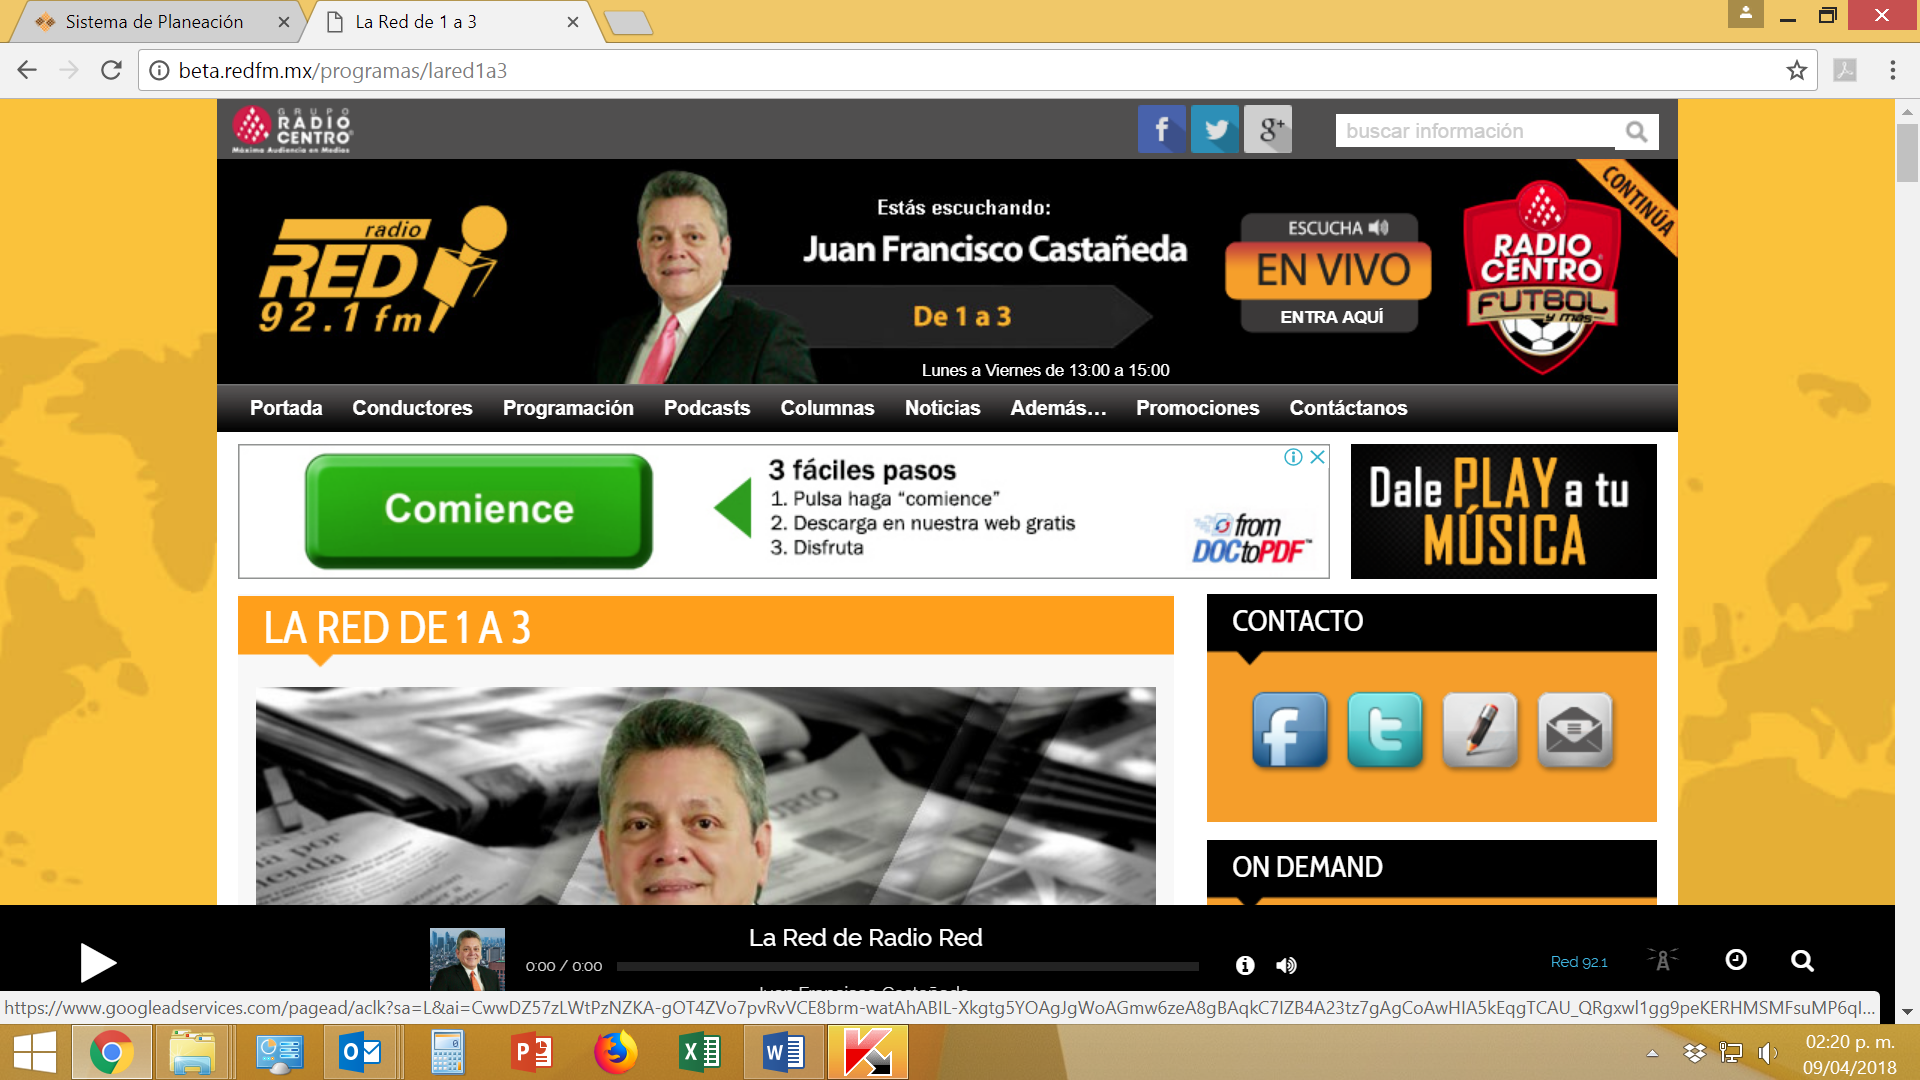 Sistema de Planeación
La Red de 1 a 3
beta.redfm.mx/programas/lared1a3
GRUPO
RADIO
CENTRO
Máxima Audiencia en Medios
f
g+
buscar información
radio
RED
92.1 fm
Estás escuchando:
Juan Francisco Castañeda
De 1 a 3
Lunes a Viernes de 13:00 a 15:00
ESCUCHA
EN VIVO
ENTRA AQUÍ
CONTINÚA
RADIO
CENTRO
FUTBOL
y más
Portada Conductores Programación Podcasts Columnas Noticias Además... Promociones Contáctanos
Comience
3 fáciles pasos
1. Pulsa haga “comience”
2. Descarga en nuestra web gratis
3. Disfruta
from
DOCtoPDF™
Dale PLAY a tu
MÚSICA
LA RED DE 1 A 3
CONTACTO
f t
ON DEMAND
La Red de Radio Red
0:00 / 0:00
Red 92.1
Juan Francisco Castañeda
https://www.googleadservices.com/pagead/aclk?sa=L&ai=CwwDZ57zLWtPzNZKA-gOT4ZVo7pvRvVCE8brm-watAhABIL-Xkgtg5YOAgJgWoAGmw6zeA8gBAqkC7IZB4A23tz7gAgCoAwHIA5kEqgTCAU_QRgxwl1gg9peKERHMSMFsuMP6qI...
02:20 p. m.
09/04/2018